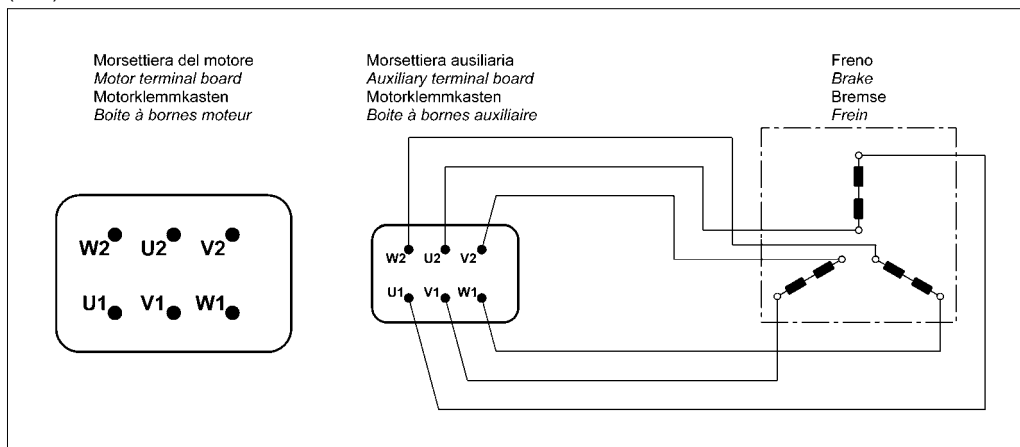 Morsettiera del motore
Motor terminal board
Motorklemmkasten
Boite à bornes moteur
Morsettiera ausiliaria
Auxiliary terminal board
Motorklemmkasten
Boite à bornes auxiliaire
Freno
Brake
Bremse
Frein
W2 U2 V2
U1 V1 W1
W2 U2 V2
U1 V1 W1